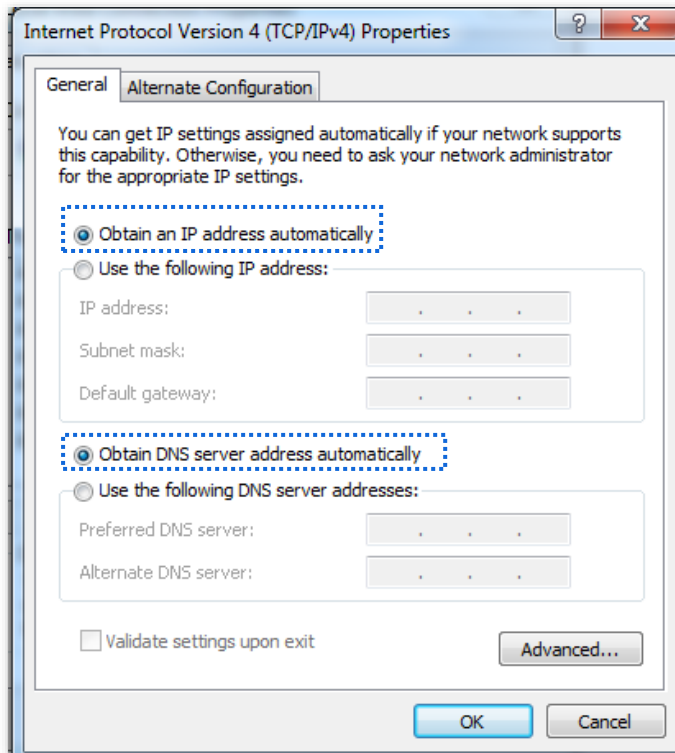 Internet Protocol Version 4 (TCP/IPv4) Properties
?
General
Alternate Configuration
You can get IP settings assigned automatically if your network supports
this capability. Otherwise, you need to ask your network administrator
for the appropriate IP settings.
Obtain an IP address automatically
Use the following IP address:
IP address:
Subnet mask:
Default gateway:
Obtain DNS server address automatically
Use the following DNS server addresses:
Preferred DNS server:
Alternate DNS server:
Validate settings upon exit
Advanced...
OK
Cancel